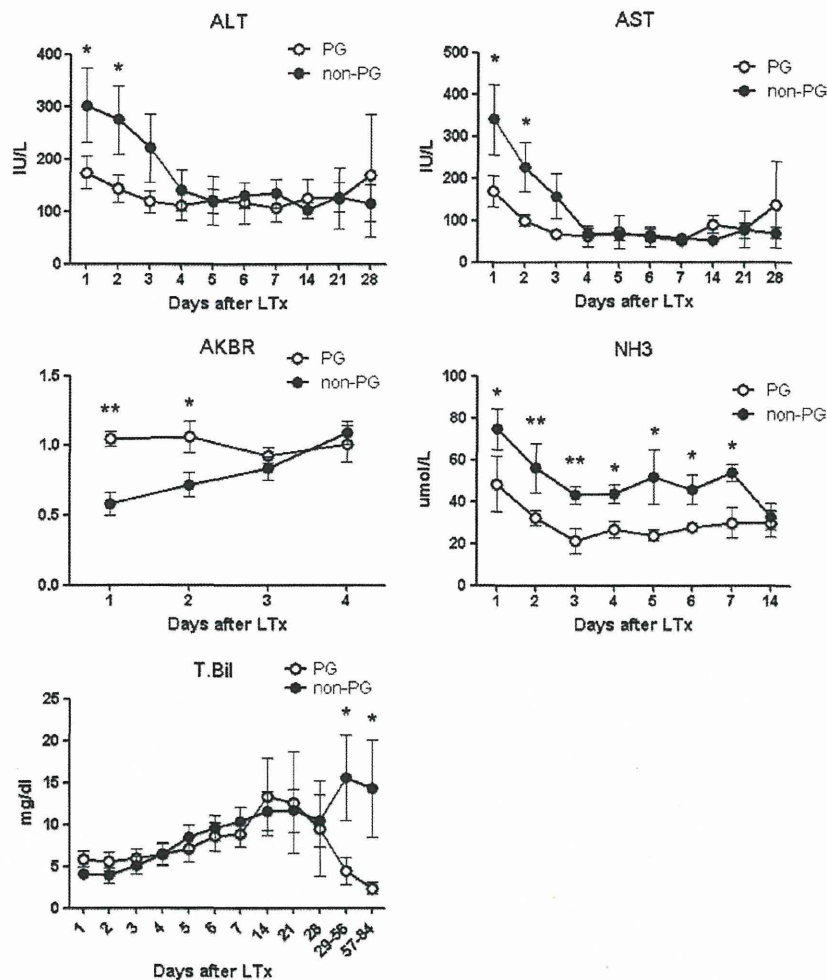 ALT
PG
non-PG
* *
400
300
200
100
0
IU/L
1 2 3 4 5 6 7 14 21 28
Days after LTx
AST
PG
non-PG
* *
500
400
300
200
100
0
IU/L
1 2 3 4 5 6 7 14 21 28
Days after LTx
AKBR
PG
non-PG
** *
1.5
1.0
0.5
0.0
1 2 3 4
Days after LTx
NH3
PG
non-PG
* ** ** * * * *
100
80
60
40
20
0
umol/L
1 2 3 4 5 6 7 14
Days after LTx
T.Bil
PG
non-PG
* *
25
20
15
10
5
0
mg/dl
1 2 3 4 5 6 7 14 21 28 29-56 57-84
Days after LTx